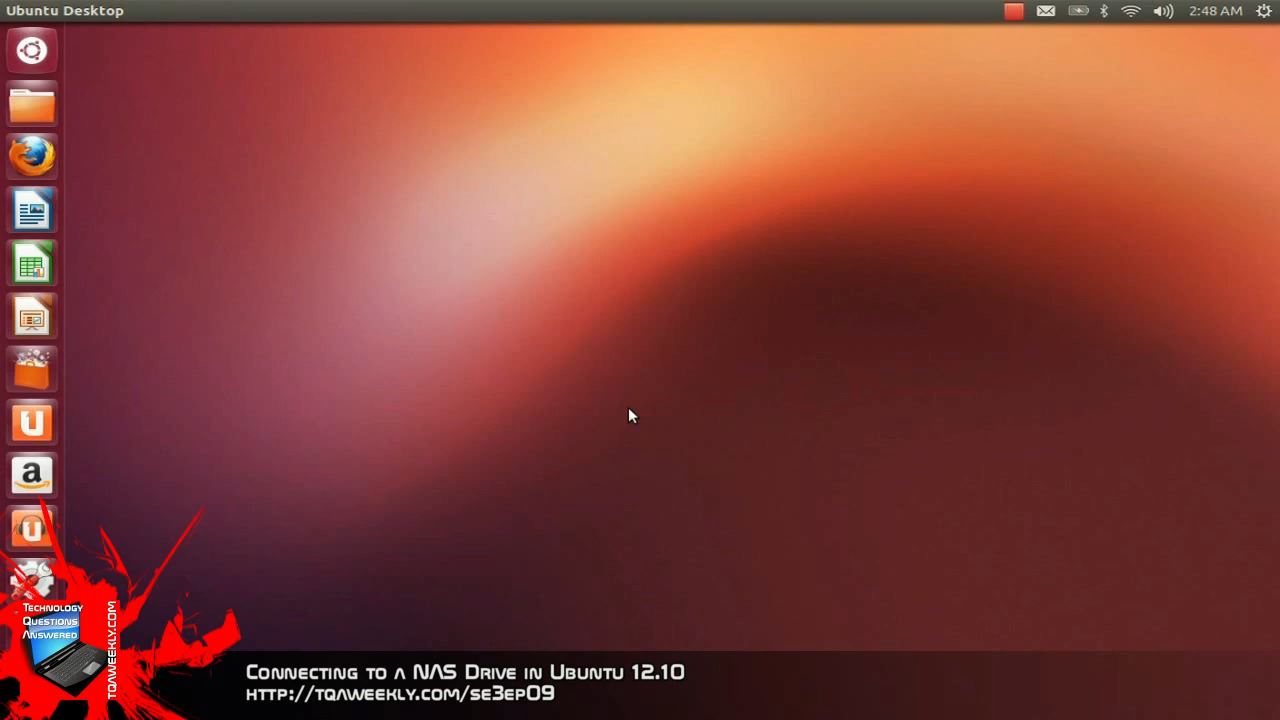 Ubuntu Desktop
2:48 AM
a
Technology
Questions
Answered
TQAWEEKLY.COM
Connecting to a NAS Drive in Ubuntu 12.10
http://tqaweekly.com/se3ep09